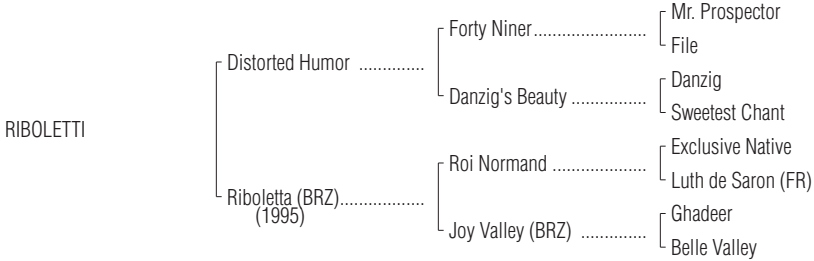 Mr. Prospector
Forty Niner.......................
File
Distorted Humor ..............
Danzig
Danzig's Beauty ...............
Sweetest Chant
RIBOLETTI
Exclusive Native
Roi Normand ...................
Luth de Saron (FR)
Riboletta (BRZ).................
(1995)
Ghadeer
Joy Valley (BRZ) .............
Belle Valley